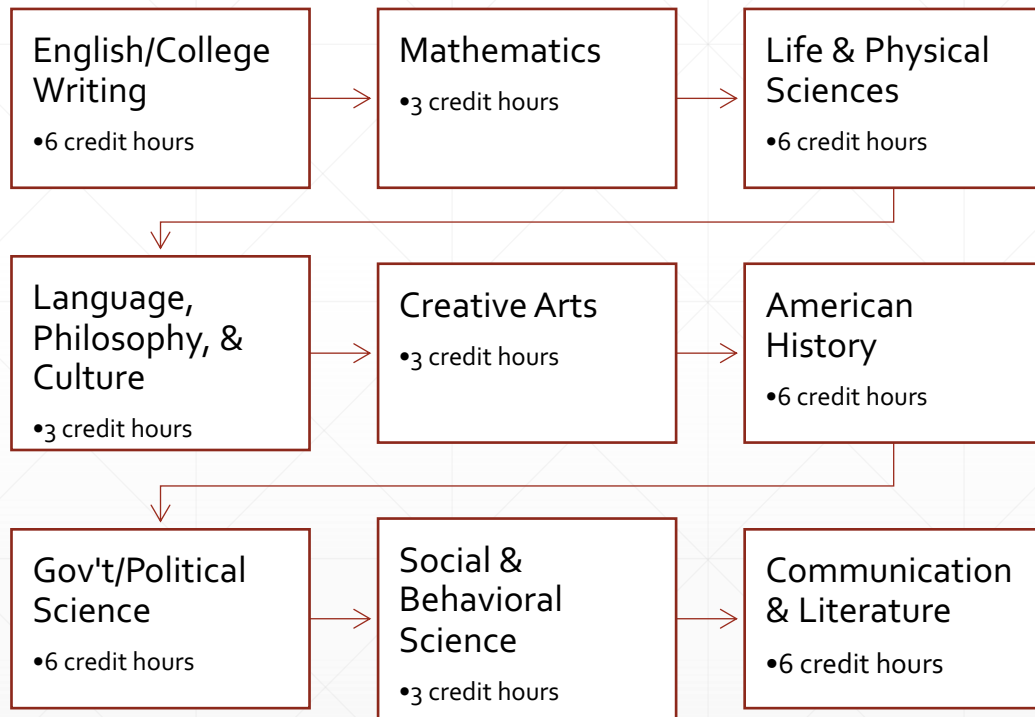 English/College
Writing
•6 credit hours
Mathematics
•3 credit hours
Life & Physical
Sciences
•6 credit hours
Language,
Philosophy, &
Culture
•3 credit hours
Creative Arts
•3 credit hours
American
History
•6 credit hours
Gov't/Political
Science
•6 credit hours
Social &
Behavioral
Science
•3 credit hours
Communication
& Literature
•6 credit hours